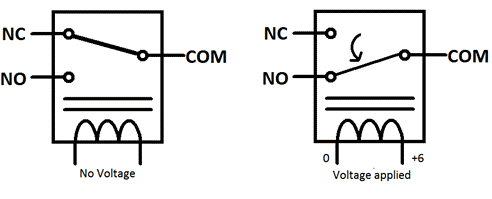 NC
COM
NO
No Voltage
NC
COM
NO
0 +6
Voltage applied